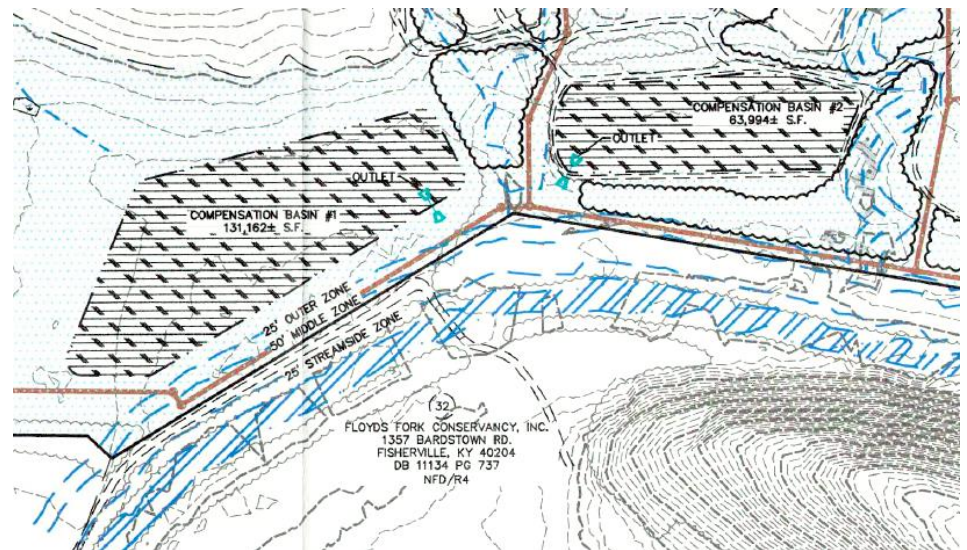 COMPENSATION BASIN #2
63,994± S.F.
OUTLET
OUTLET
COMPENSATION BASIN #1
131,162± S.F.
25' OUTER ZONE
50' MIDDLE ZONE
25' STREAMSIDE ZONE
32
FLOYDS FORK CONSERVANCY, INC.
1357 BARDSTOWN RD.
FISHERVILLE, KY 40204
DB 11134 PG 737
NFD/R4